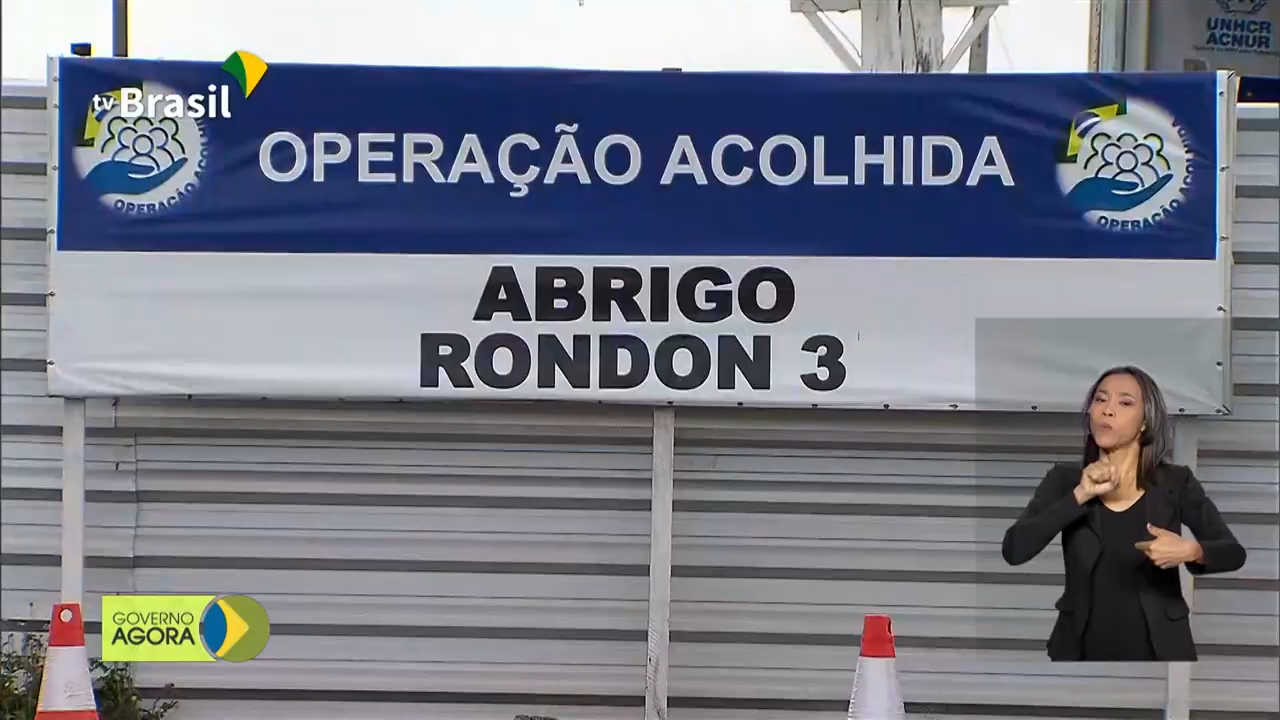 UNHCR
ACNUR
tv Brasil
OPERAÇÃO ACOLHIDA
OPERAÇÃO ACOLHIDA
OPERAÇÃO ACOLHIDA
ABRIGO
RONDON 3
GOVERNO
AGORA